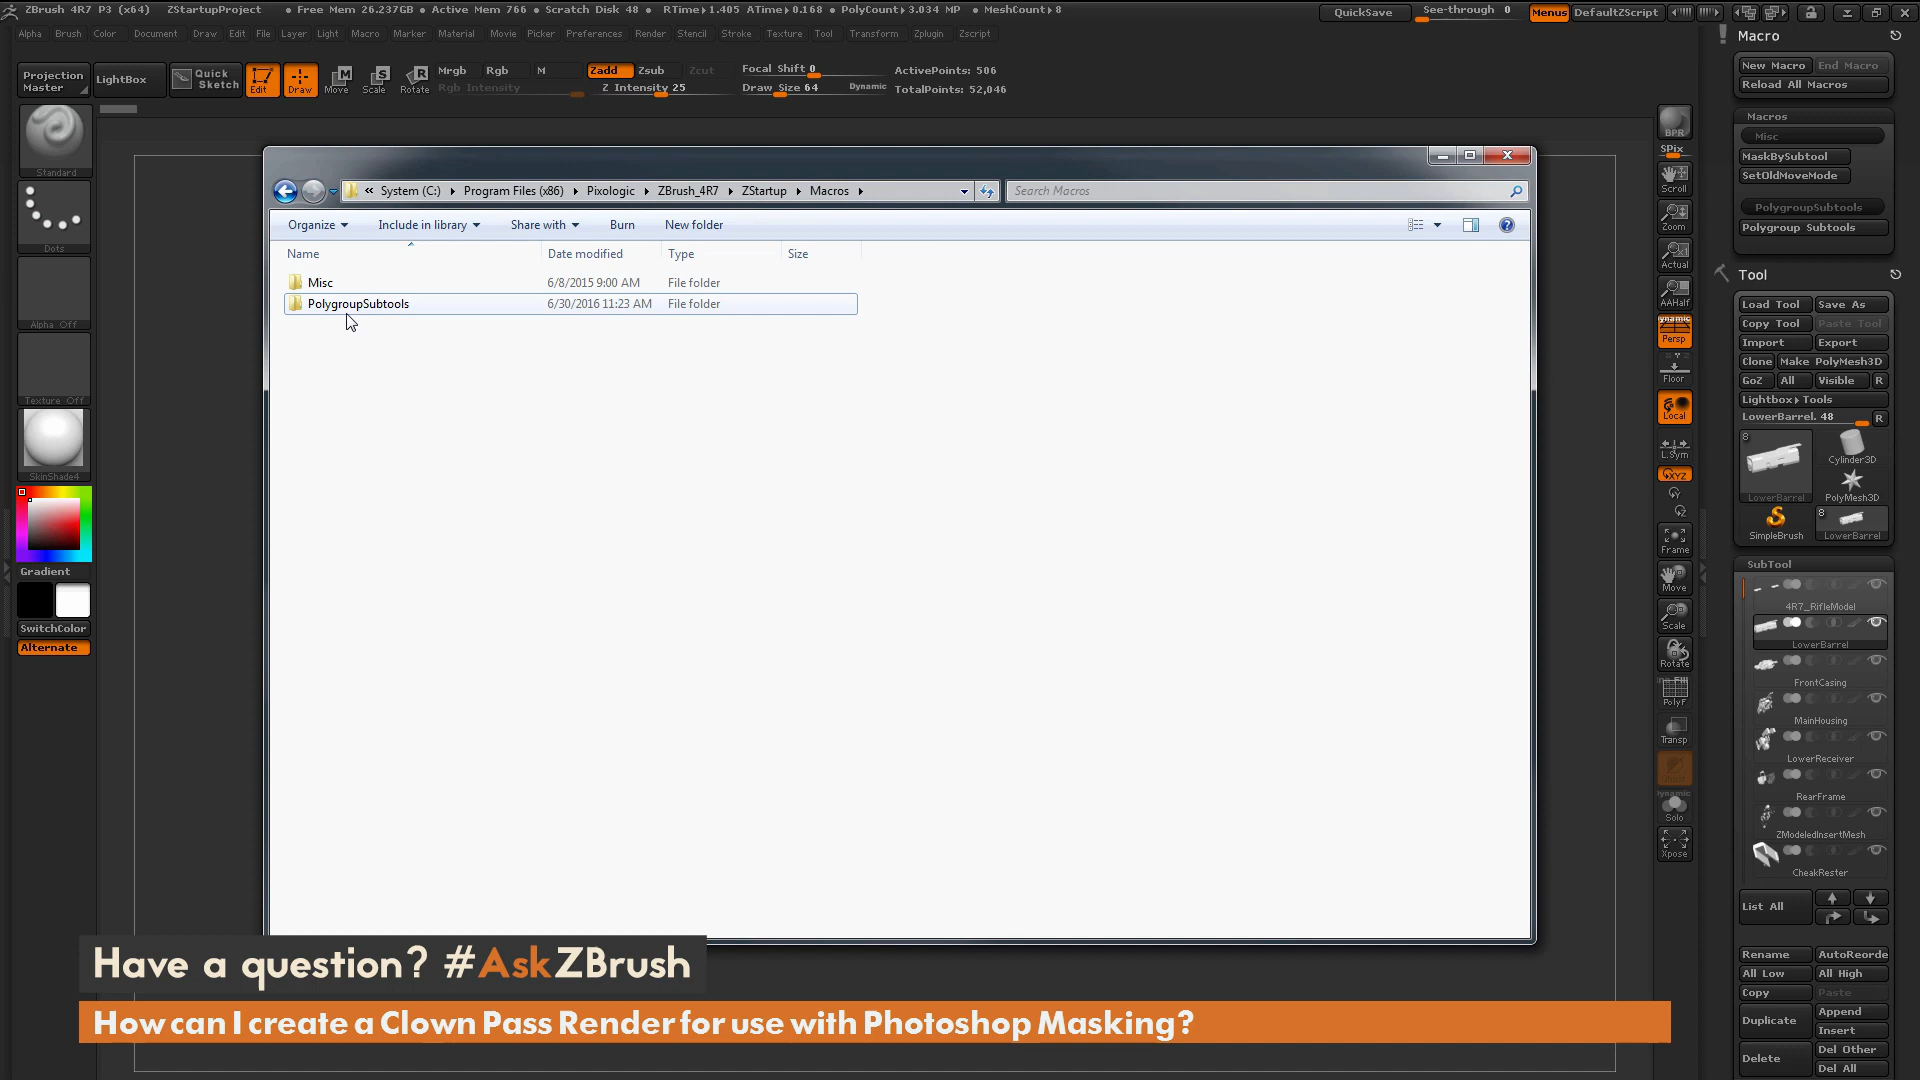 ZBrush 4R7 P3 (x64) ZStartupProject • Free Mem 26.237GB • Active Mem 766 • Scratch Disk 48 • RTime▸1.405 ATime▸0.168 • PolyCount▸3.034 MP • MeshCount▸8 QuickSave See-through 0 Menus DefaultZScript
Alpha Brush Color Document Draw Edit File Layer Light Macro Marker Material Movie Picker Preferences Render Stencil Stroke Texture Tool Transform Zplugin Zscript
Projection Master
LightBox
Quick Sketch
Edit Draw Move Scale Rotate
Mrgb Rgb M Zadd Zsub Zcut
Rgb Intensity Z Intensity 25
Focal Shift 0
Draw Size 64 Dynamic
ActivePoints: 506
TotalPoints: 52,046
Standard
Dots
Alpha Off
Texture Off
SkinShade4
Gradient
SwitchColor
Alternate
« System (C:) ▸ Program Files (x86) ▸ Pixologic ▸ ZBrush_4R7 ▸ ZStartup ▸ Macros ▸
Search Macros
Organize Include in library Share with Burn New folder
Name Date modified Type Size
Misc 6/8/2015 9:00 AM File folder
PolygroupSubtools 6/30/2016 11:23 AM File folder
BPR
SPix
Scroll
Zoom
Actual
AAHalf
Persp
Floor
Local
L.Sym
XYZ
Frame
Move
Scale
Rotate
PolyF
Transp
Solo
Xpose
Macro
New Macro End Macro
Reload All Macros
Macros
Misc
MaskBySubtool
SetOldMoveMode
PolygroupSubtools
Polygroup Subtools
Tool
Load Tool Save As
Copy Tool Paste Tool
Import Export
Clone Make PolyMesh3D
GoZ All Visible R
Lightbox▸Tools
LowerBarrel. 48 R
8
LowerBarrel
Cylinder3D
PolyMesh3D
SimpleBrush
8
LowerBarrel
SubTool
4R7_RifleModel
LowerBarrel
FrontCasing
MainHousing
LowerReceiver
RearFrame
ZModeledInsertMesh
CheakRester
List All
Rename AutoReorde
All Low All High
Copy Paste
Duplicate Append
Insert
Delete Del Other
Del All
Have a question? #AskZBrush
How can I create a Clown Pass Render for use with Photoshop Masking?